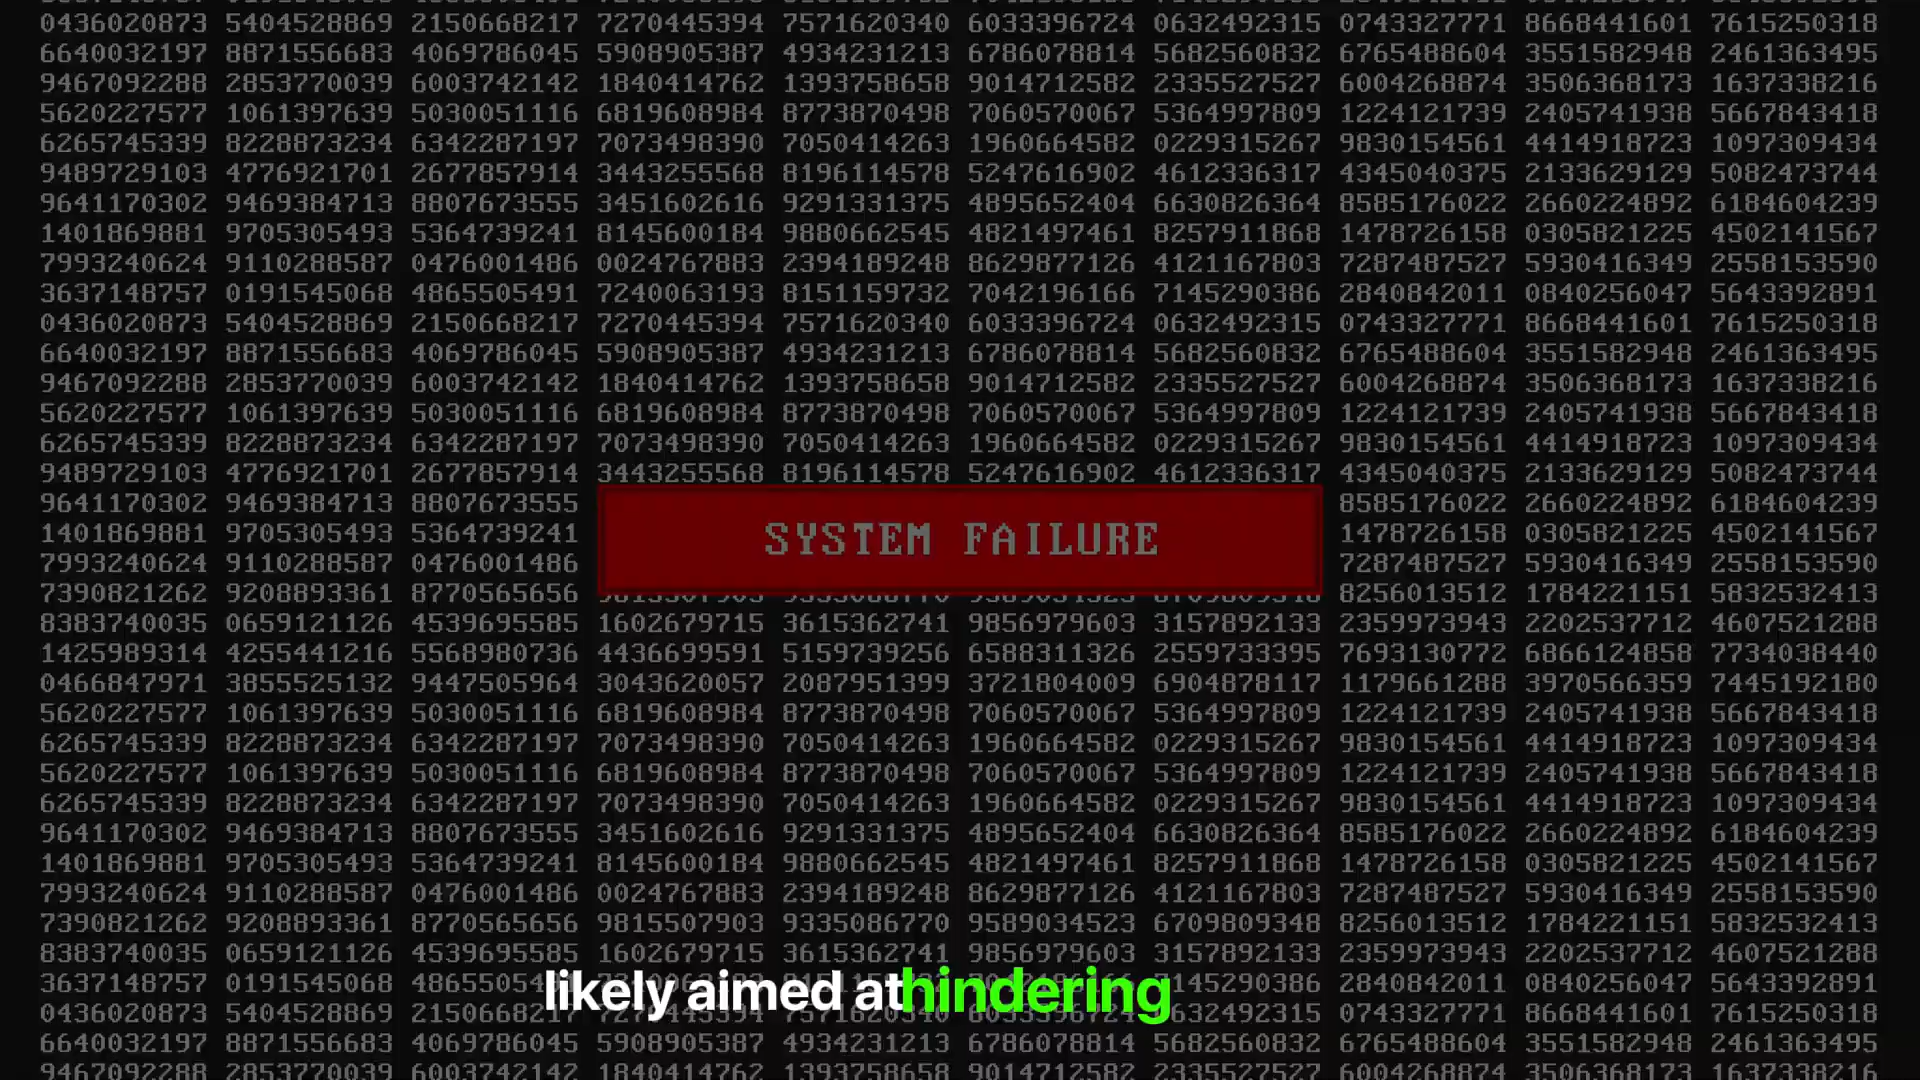 0436020873 5404528869 2150668217 7270445394 7571620340 6033396724 0632492315 0743327771 8668441601 7615250318
6640032197 8871556683 4069786045 5908905387 4934231213 6786078814 5682560832 6765488604 3551582948 2461363495
9467092288 2853770039 6003742142 1840414762 1393758658 9014712582 2335527527 6004268874 3506368173 1637338216
5620227577 1061397639 5030051116 6819608984 8773870498 7060570067 5364997809 1224121739 2405741938 5667843418
6265745339 8228873234 6342287197 7073498390 7050414263 1960664582 0229315267 9830154561 4414918723 1097309434
9489729103 4776921701 2677857914 3443255568 8196114578 5247616902 4612336317 4345040375 2133629129 5082473744
9641170302 9469384713 8807673555 3451602616 9291331375 4895652404 6630826364 8585176022 2660224892 6184604239
1401869881 9705305493 5364739241 8145600184 9880662545 4821497461 8257911868 1478726158 0305821225 4502141567
7993240624 9110288587 0476001486 0024767883 2394189248 8629877126 4121167803 7287487527 5930416349 2558153590
3637148757 0191545068 4865505491 7240063193 8151159732 7042196166 7145290386 2840842011 0840256047 5643392891
0436020873 5404528869 2150668217 7270445394 7571620340 6033396724 0632492315 0743327771 8668441601 7615250318
6640032197 8871556683 4069786045 5908905387 4934231213 6786078814 5682560832 6765488604 3551582948 2461363495
9467092288 2853770039 6003742142 1840414762 1393758658 9014712582 2335527527 6004268874 3506368173 1637338216
5620227577 1061397639 5030051116 6819608984 8773870498 7060570067 5364997809 1224121739 2405741938 5667843418
6265745339 8228873234 6342287197 7073498390 7050414263 1960664582 0229315267 9830154561 4414918723 1097309434
9489729103 4776921701 2677857914 3443255568 8196114578 5247616902 4612336317 4345040375 2133629129 5082473744
9641170302 9469384713 8807673555 8585176022 2660224892 6184604239
1401869881 9705305493 5364739241 SYSTEM FAILURE 1478726158 0305821225 4502141567
7993240624 9110288587 0476001486 7287487527 5930416349 2558153590
7390821262 9208893361 8770565656 8256013512 1784221151 5832532413
8383740035 0659121126 4539695585 1602679715 3615362741 9856979603 3157892133 2359973943 2202537712 4607521288
1425989314 4255441216 5568980736 4436699591 5159739256 6588311326 2559733395 7693130772 6866124858 7734038440
0466847971 3855525132 9447505964 3043620057 2087951399 3721804009 6904878117 1179661288 3970566359 7445192180
5620227577 1061397639 5030051116 6819608984 8773870498 7060570067 5364997809 1224121739 2405741938 5667843418
6265745339 8228873234 6342287197 7073498390 7050414263 1960664582 0229315267 9830154561 4414918723 1097309434
5620227577 1061397639 5030051116 6819608984 8773870498 7060570067 5364997809 1224121739 2405741938 5667843418
6265745339 8228873234 6342287197 7073498390 7050414263 1960664582 0229315267 9830154561 4414918723 1097309434
9641170302 9469384713 8807673555 3451602616 9291331375 4895652404 6630826364 8585176022 2660224892 6184604239
1401869881 9705305493 5364739241 8145600184 9880662545 4821497461 8257911868 1478726158 0305821225 4502141567
7993240624 9110288587 0476001486 0024767883 2394189248 8629877126 4121167803 7287487527 5930416349 2558153590
7390821262 9208893361 8770565656 9815507903 9335086770 9589034523 6709809348 8256013512 1784221151 5832532413
8383740035 0659121126 4539695585 1602679715 3615362741 9856979603 3157892133 2359973943 2202537712 4607521288
3637148757 0191545068 2840842011 0840256047 5643392891
likely aimed at hindering
0436020873 5404528869 0743327771 8668441601 7615250318
6640032197 8871556683 4069786045 5908905387 4934231213 6786078814 5682560832 6765488604 3551582948 2461363495
9467092288 2853770039 6003742142 1840414762 1393758658 9014712582 2335527527 6004268874 3506368173 1637338216